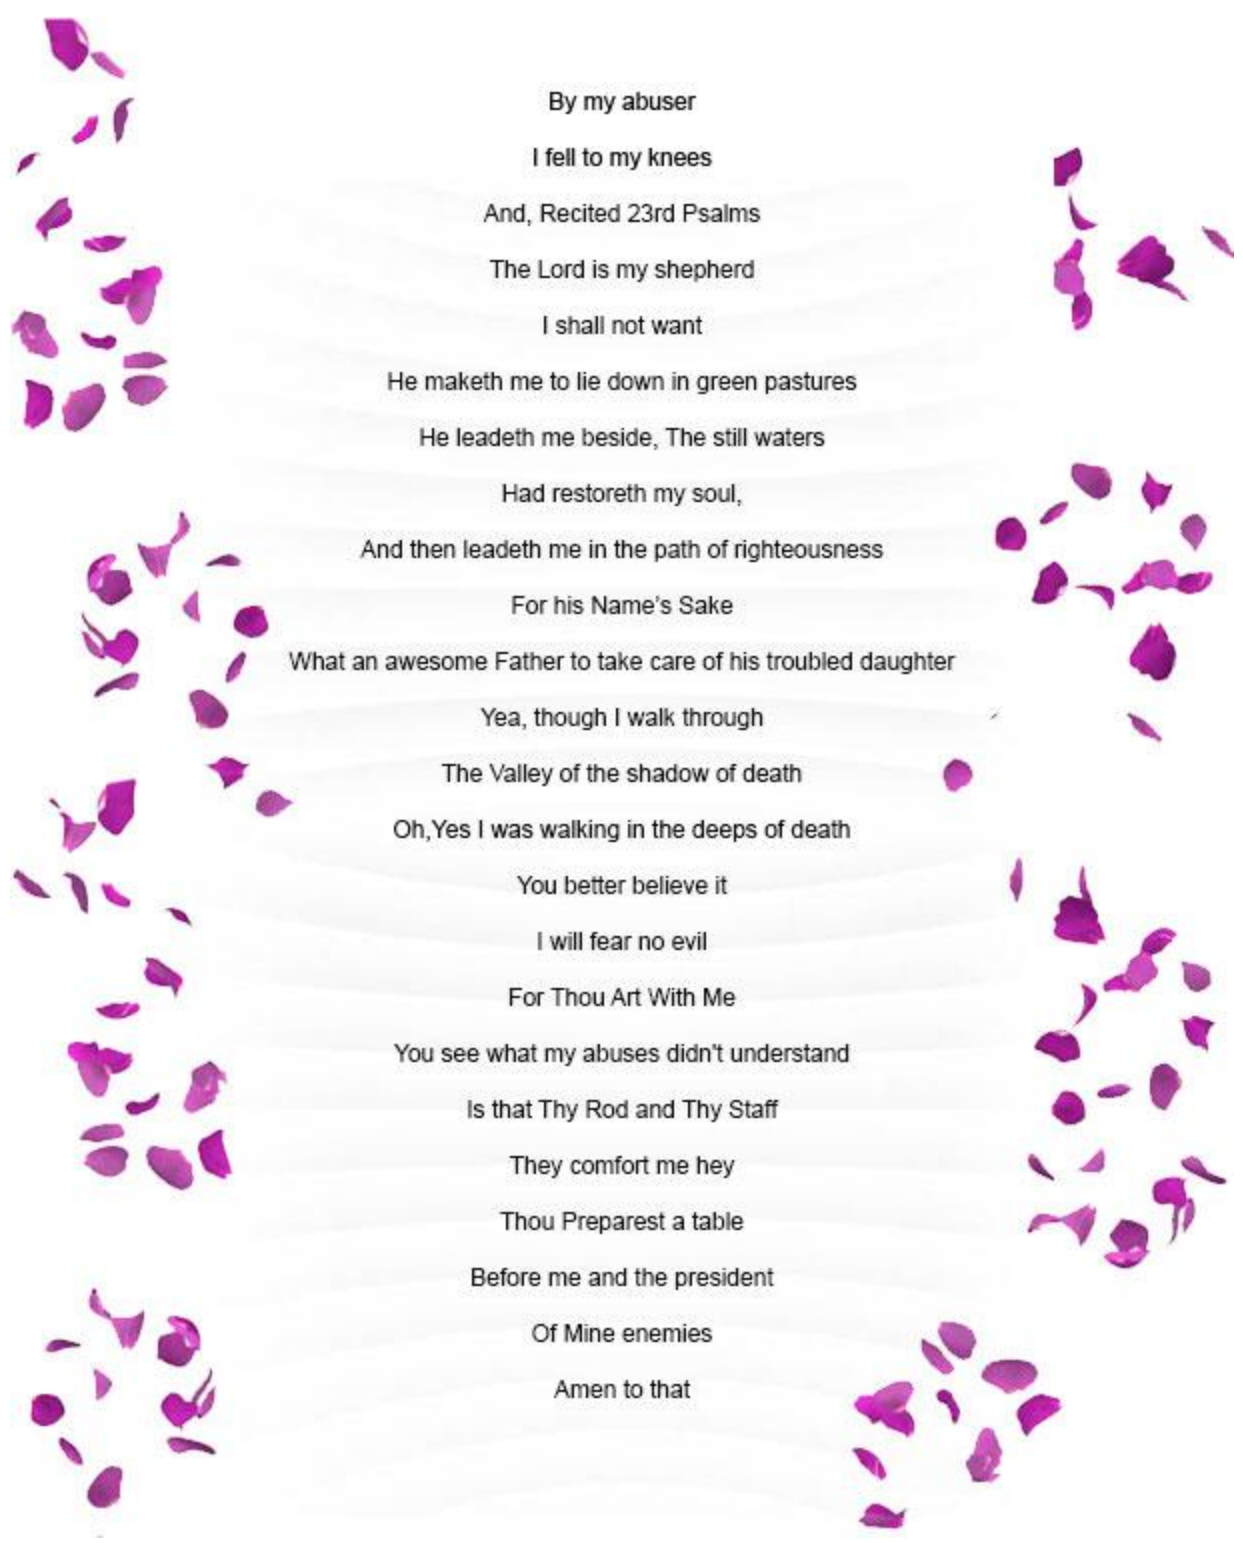 By my abuser
I fell to my knees
And, Recited 23rd Psalms
The Lord is my shepherd
I shall not want
He maketh me to lie down in green pastures
He leadeth me beside, The still waters
Had restoreth my soul,
And then leadeth me in the path of righteousness
For his Name's Sake
What an awesome Father to take care of his troubled daughter
Yea, though I walk through
The Valley of the shadow of death
Oh,Yes I was walking in the deeps of death
You better believe it
I will fear no evil
For Thou Art With Me
You see what my abuses didn't understand
Is that Thy Rod and Thy Staff
They comfort me hey
Thou Preparest a table
Before me and the president
Of Mine enemies
Amen to that